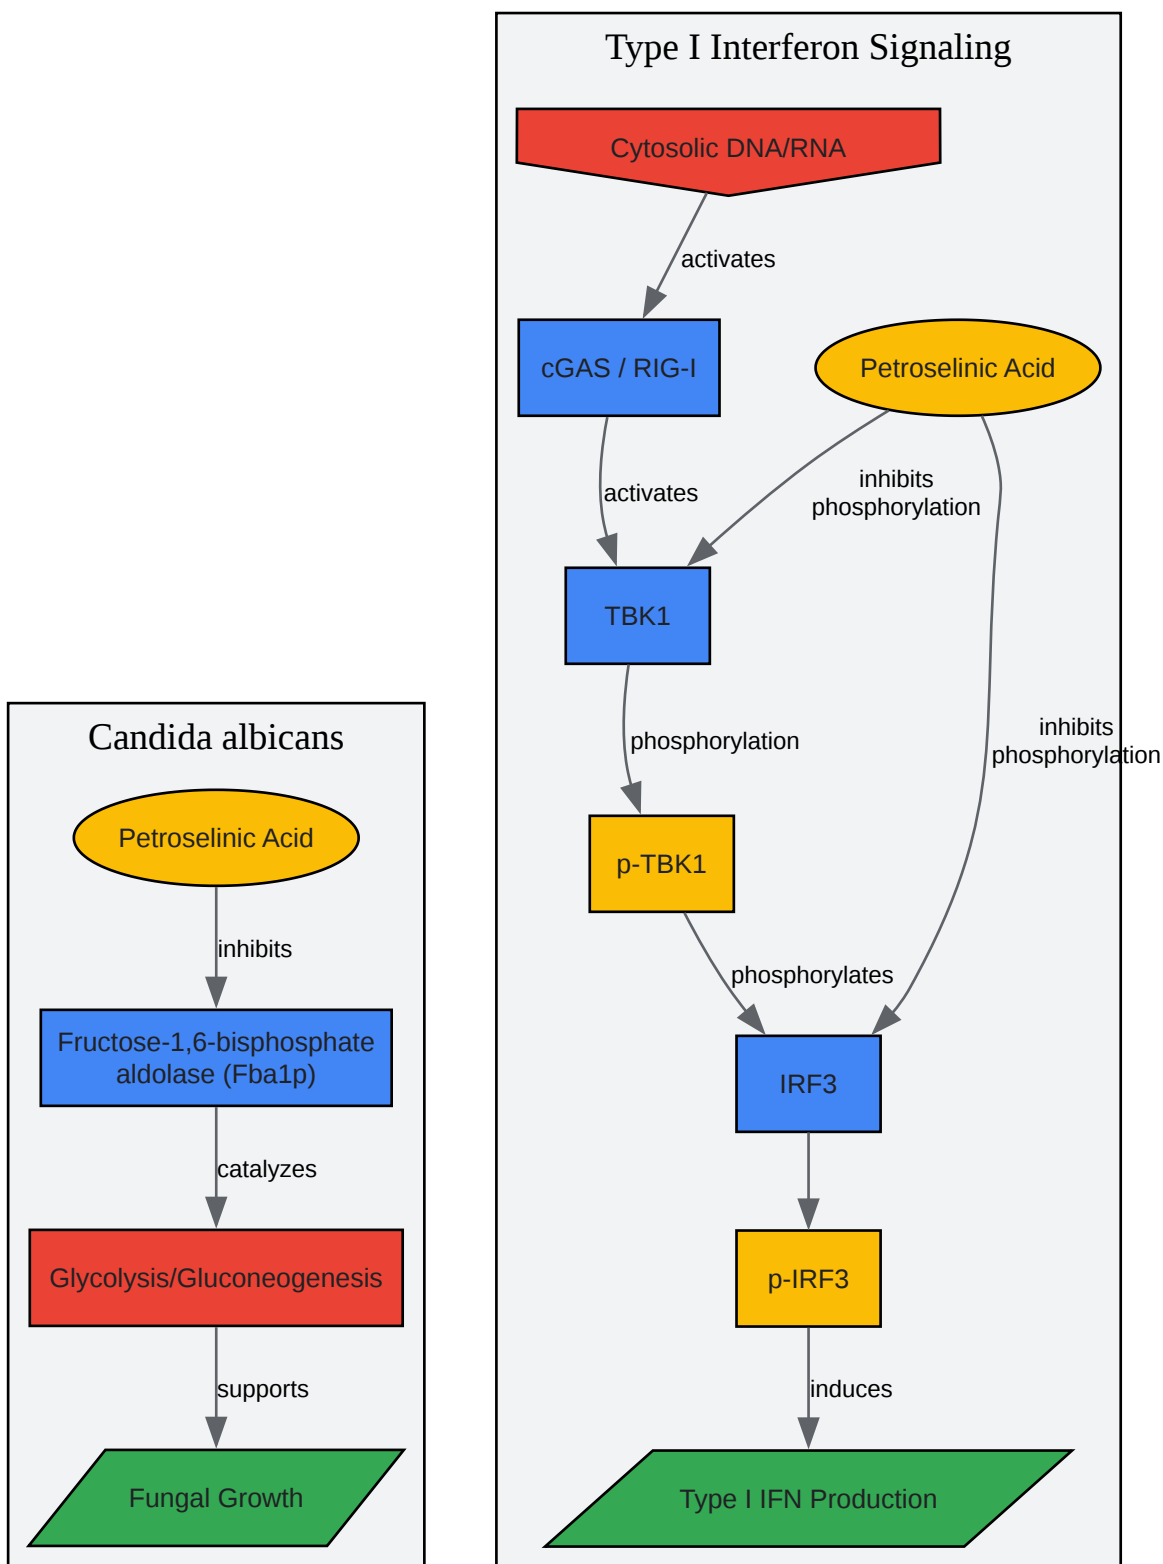 Type I Interferon Signaling
Cytosolic DNA/RNA
activates
cGAS / RIG-I
Petroselinic Acid
activates
inhibits
phosphorylation
TBK1
phosphorylation
inhibits
phosphorylation
p-TBK1
phosphorylates
IRF3
p-IRF3
induces
Type I IFN Production
Candida albicans
Petroselinic Acid
inhibits
Fructose-1,6-bisphosphate
aldolase (Fba1p)
catalyzes
Glycolysis/Gluconeogenesis
supports
Fungal Growth